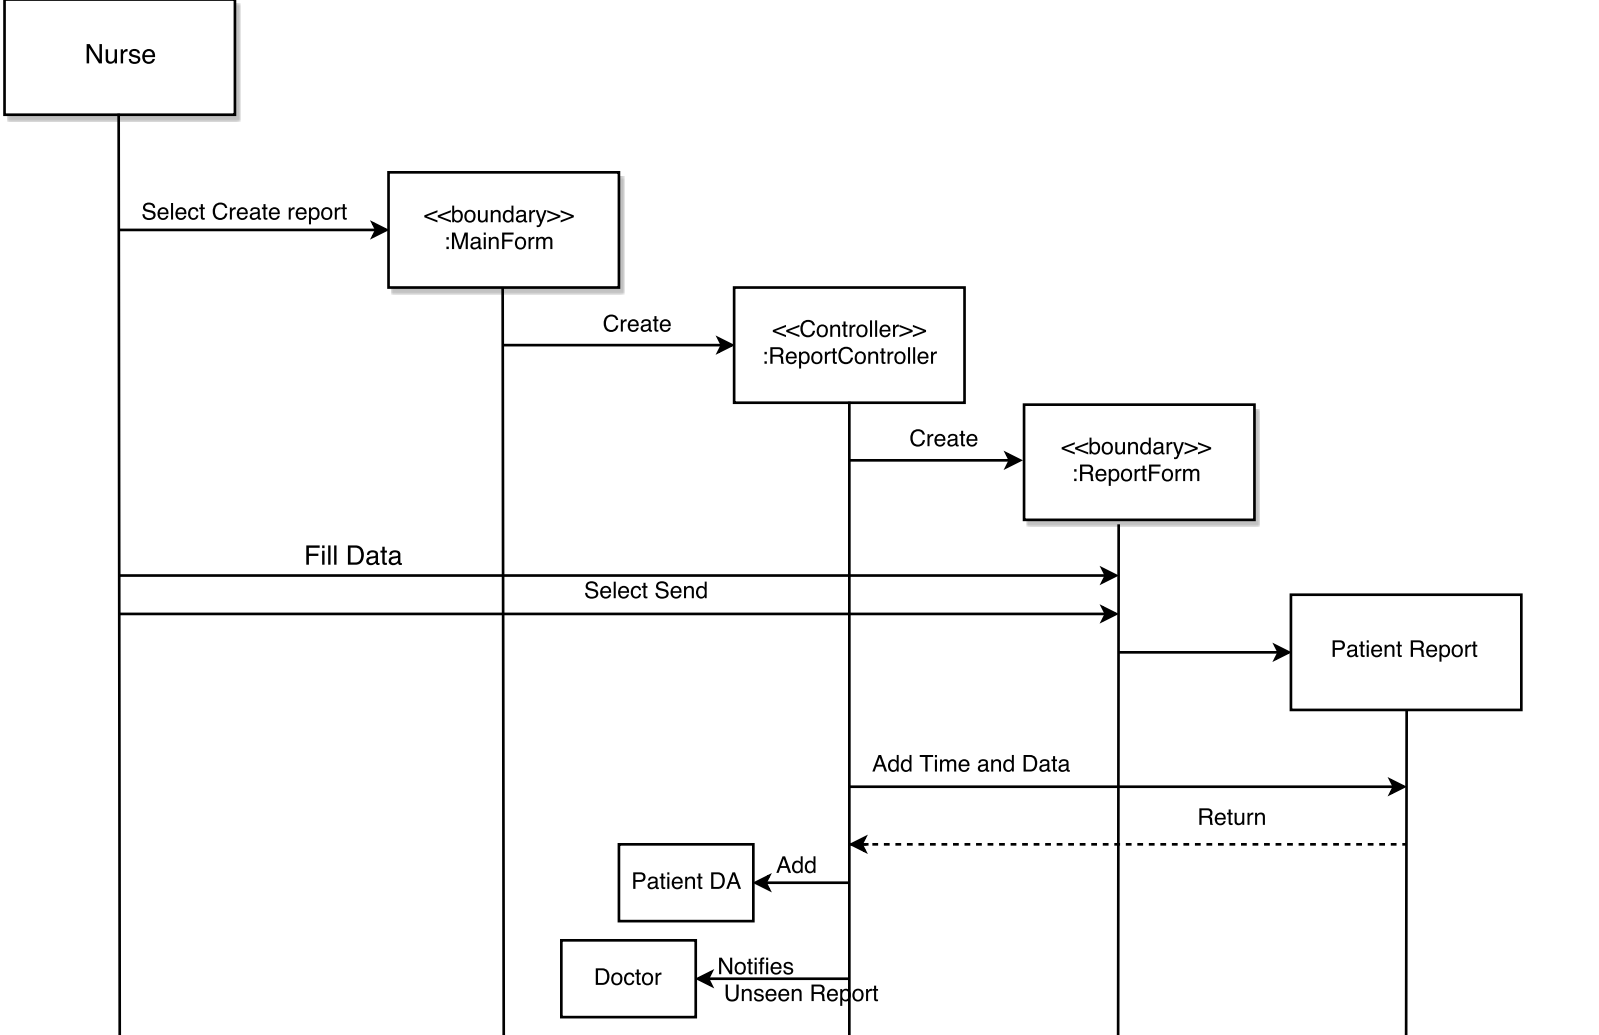 Nurse
Select Create report
<<boundary>>
:MainForm
Create
<<Controller>>
:ReportController
Create
<<boundary>>
:ReportForm
Fill Data
Select Send
Patient Report
Add Time and Data
Return
Add
Patient DA
Notifies
Doctor
Unseen Report